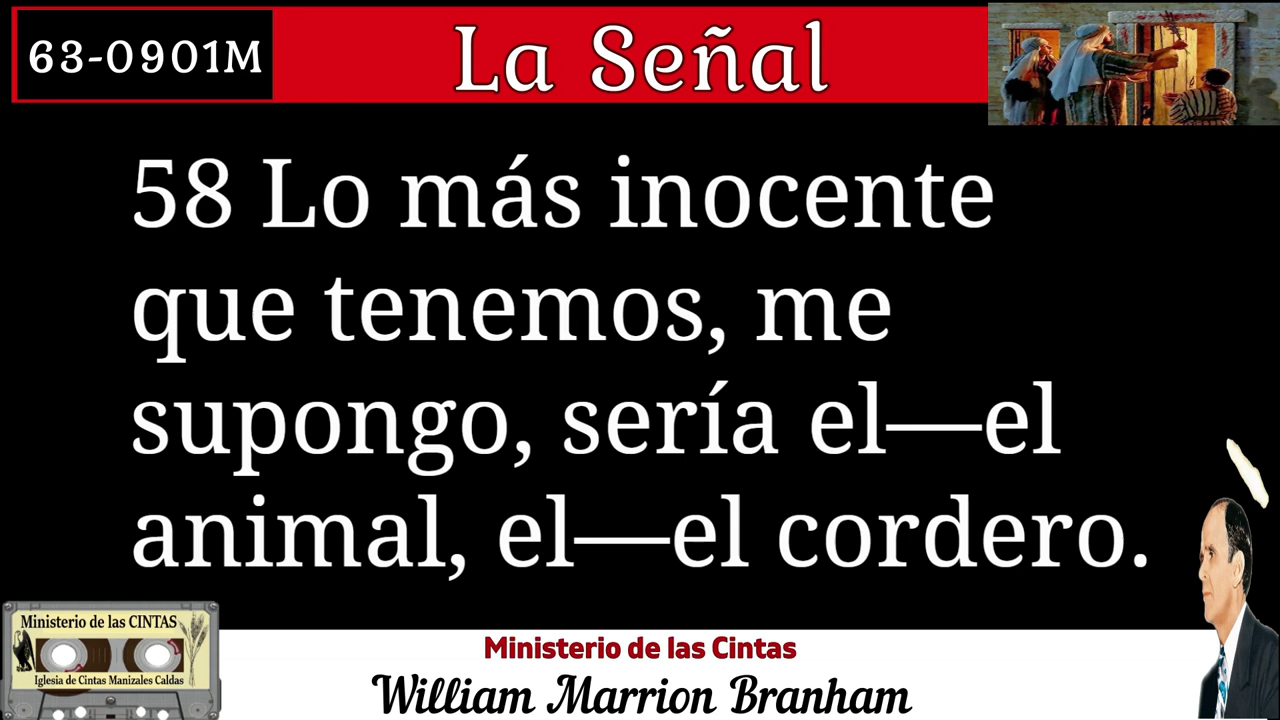 63-0901M
La Señal
58 Lo más inocente
que tenemos, me
supongo, sería el—el
animal, el—el cordero.
Ministerio de las CINTAS
Iglesia de Cintas Manizales Caldas
Ministerio de las Cintas
William Marrion Branham